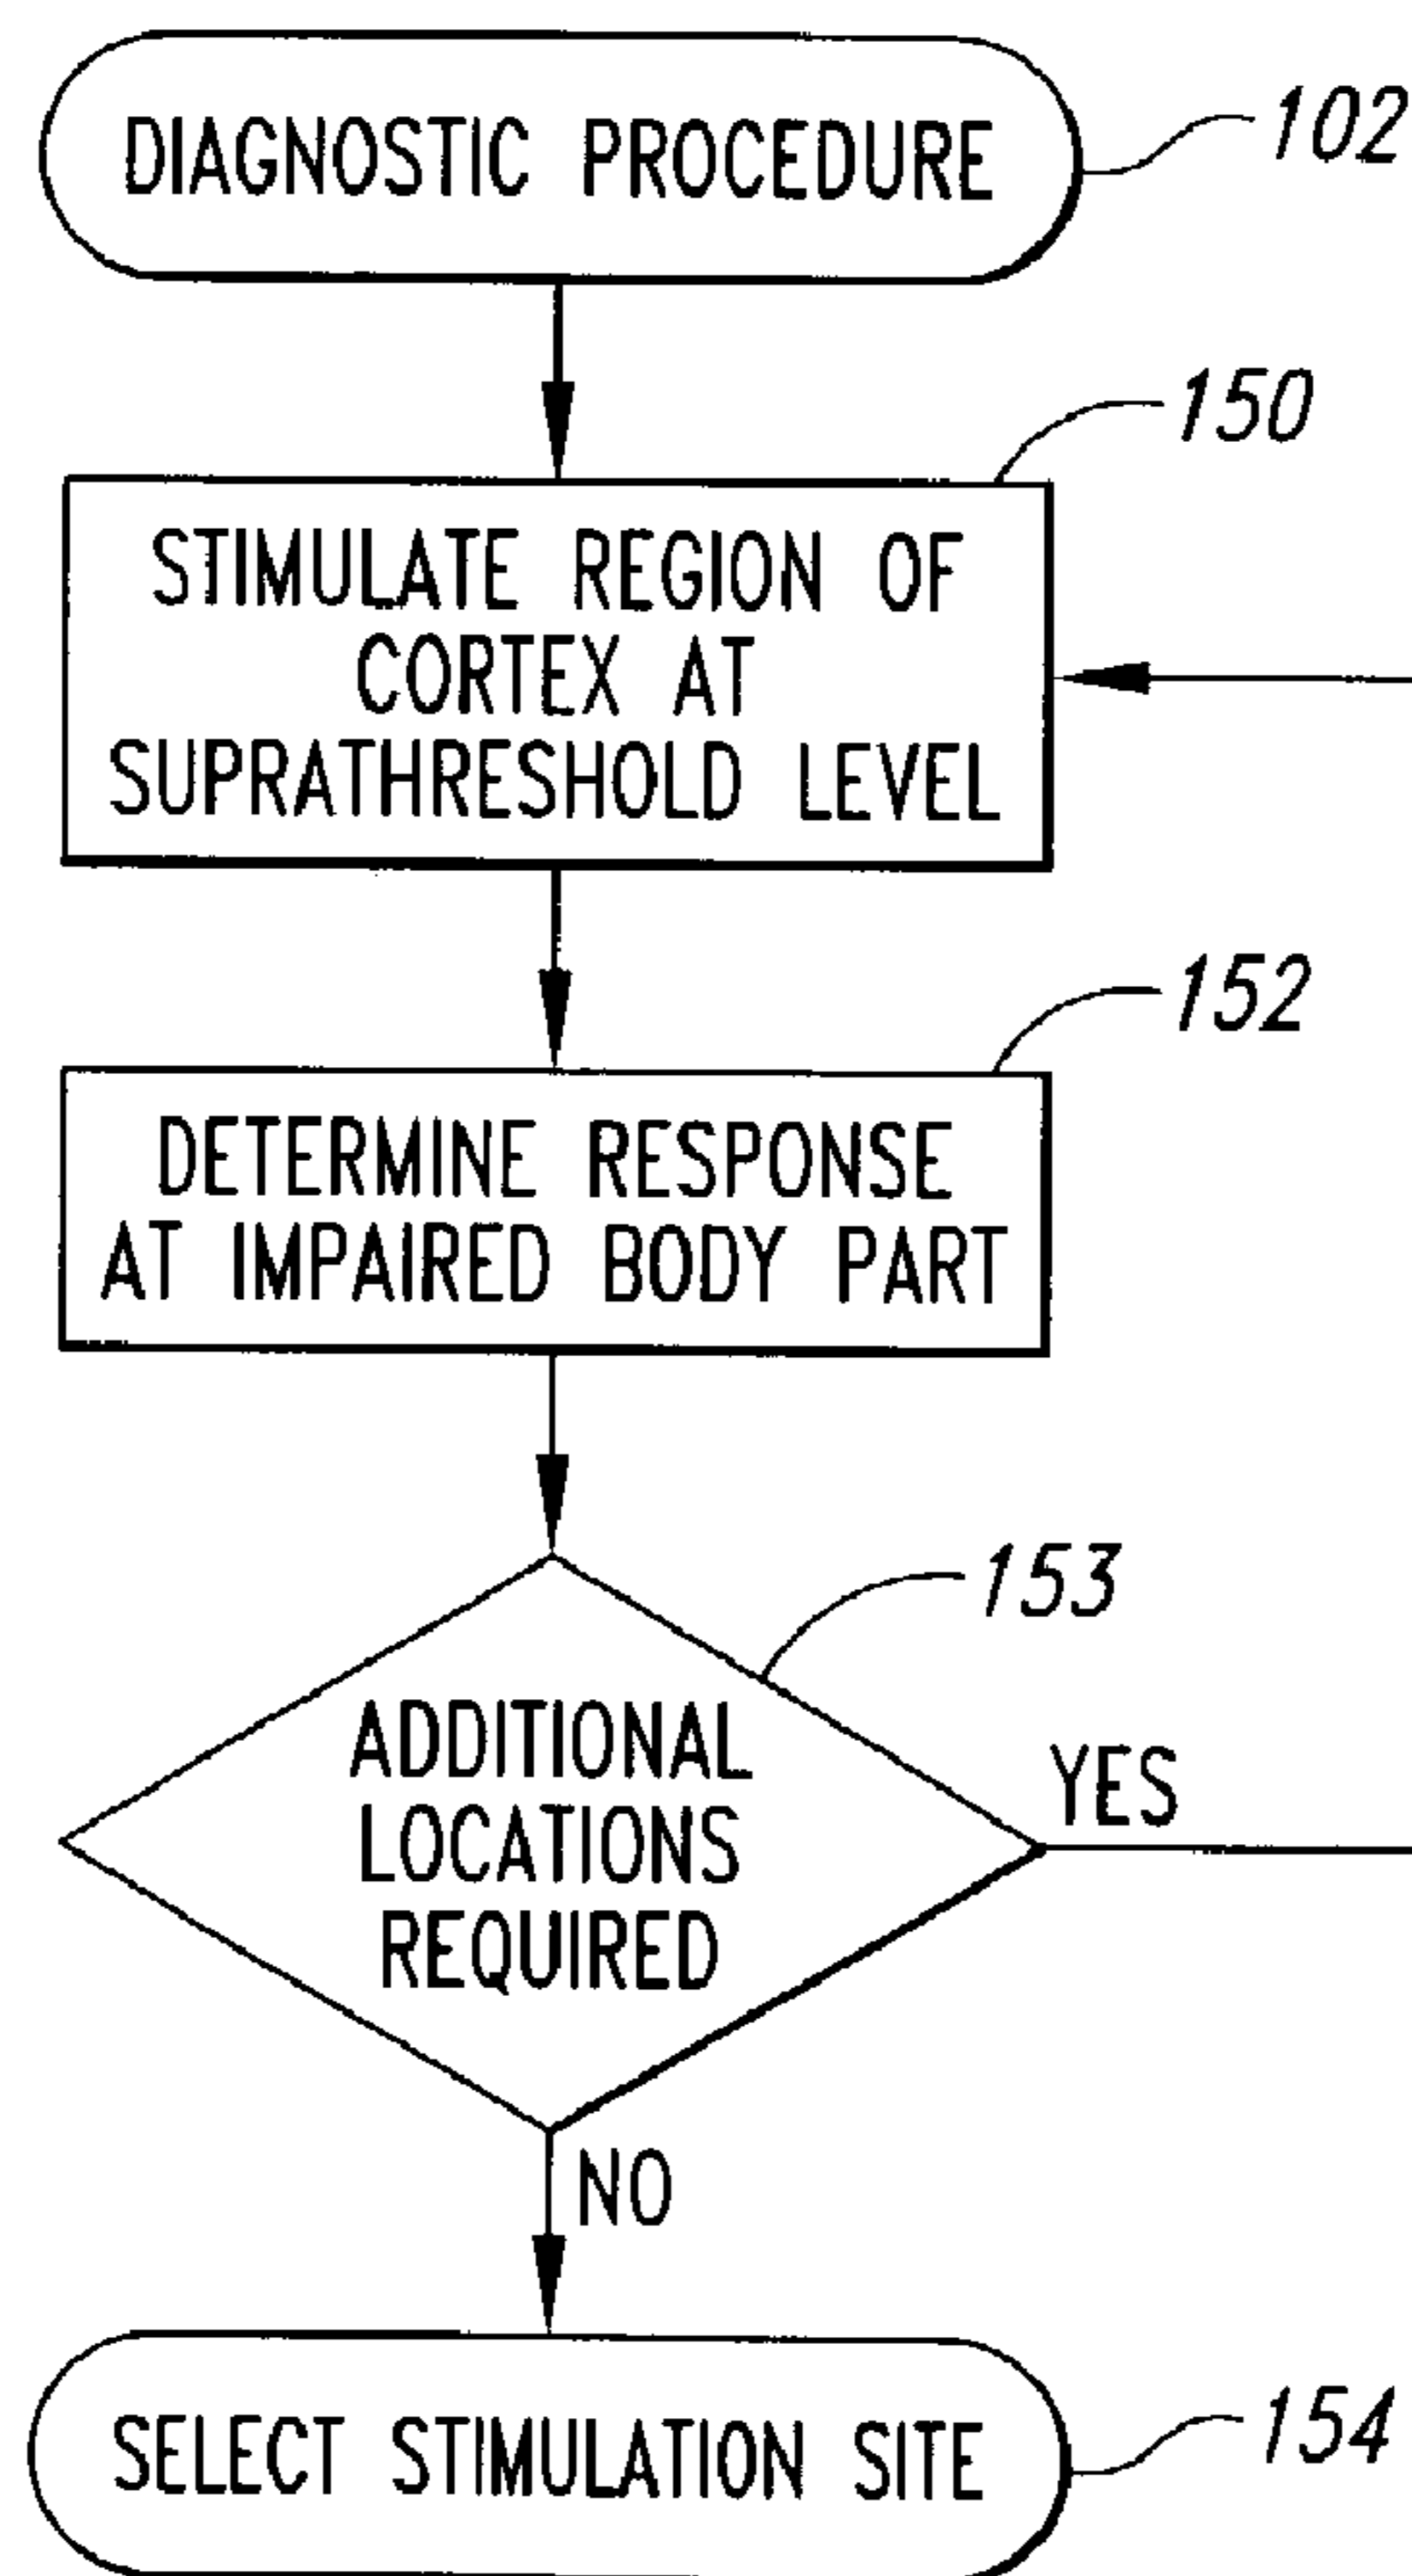 DIAGNOSTIC PROCEDURE
102
150
STIMULATE REGION OF
CORTEX AT
SUPRATHRESHOLD LEVEL
152
DETERMINE RESPONSE
AT IMPAIRED BODY PART
153
ADDITIONAL
LOCATIONS
REQUIRED
YES
NO
SELECT STIMULATION SITE
154